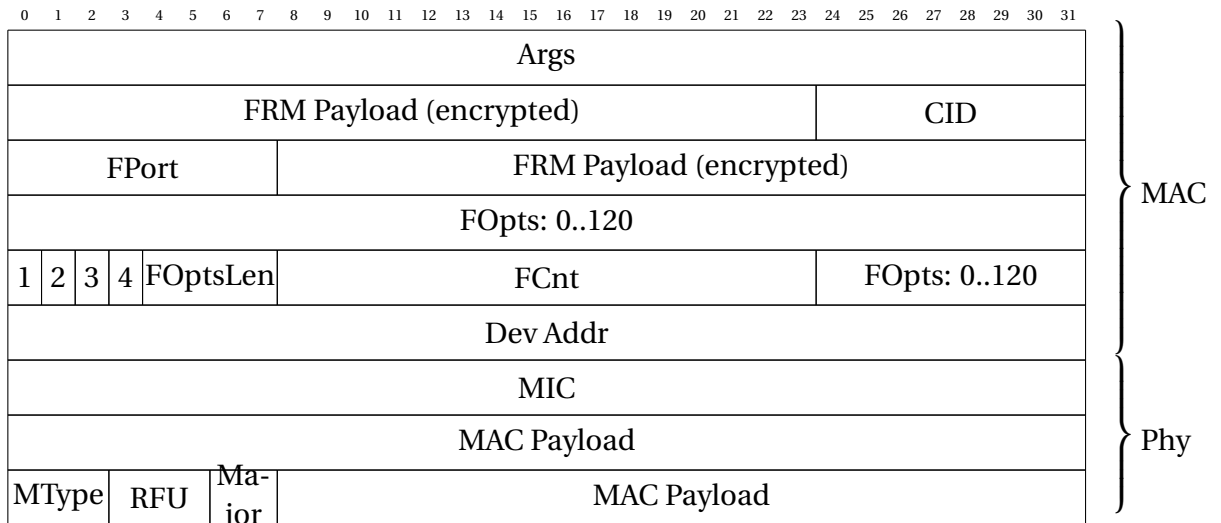 0 1 2 3 4 5 6 7 8 9 10 11 12 13 14 15 16 17 18 19 20 21 22 23 24 25 26 27 28 29 30 31
Args
FRM Payload (encrypted) CID
FPort FRM Payload (encrypted)
MAC
FOpts: 0..120
1 2 3 4 FOptsLen FCnt FOpts: 0..120
Dev Addr
MIC
MAC Payload
Phy
MType RFU Ma-
jor
MAC Payload